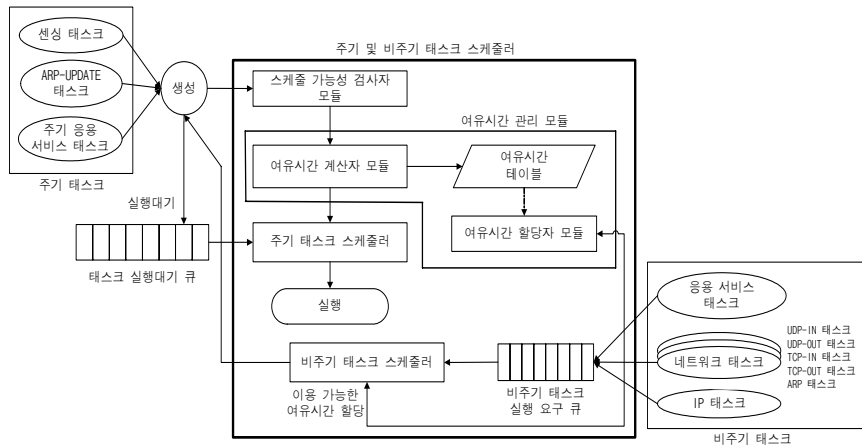 센싱 태스크
ARP-UPDATE
태스크
주기 응용
서비스 태스크
주기 태스크
생성
실행대기
태스크 실행대기 큐
주기 및 비주기 태스크 스케줄러
스케줄 가능성 검사자
모듈
여유시간 관리 모듈
여유시간 계산자 모듈
여유시간
테이블
주기 태스크 스케줄러
여유시간 할당자 모듈
실행
비주기 태스크 스케줄러
이용 가능한
여유시간 할당
비주기 태스크
실행 요구 큐
응용 서비스
태스크
네트워크 태스크
UDP-IN 태스크
UDP-OUT 태스크
TCP-IN 태스크
TCP-OUT 태스크
ARP 태스크
IP 태스크
비주기 태스크